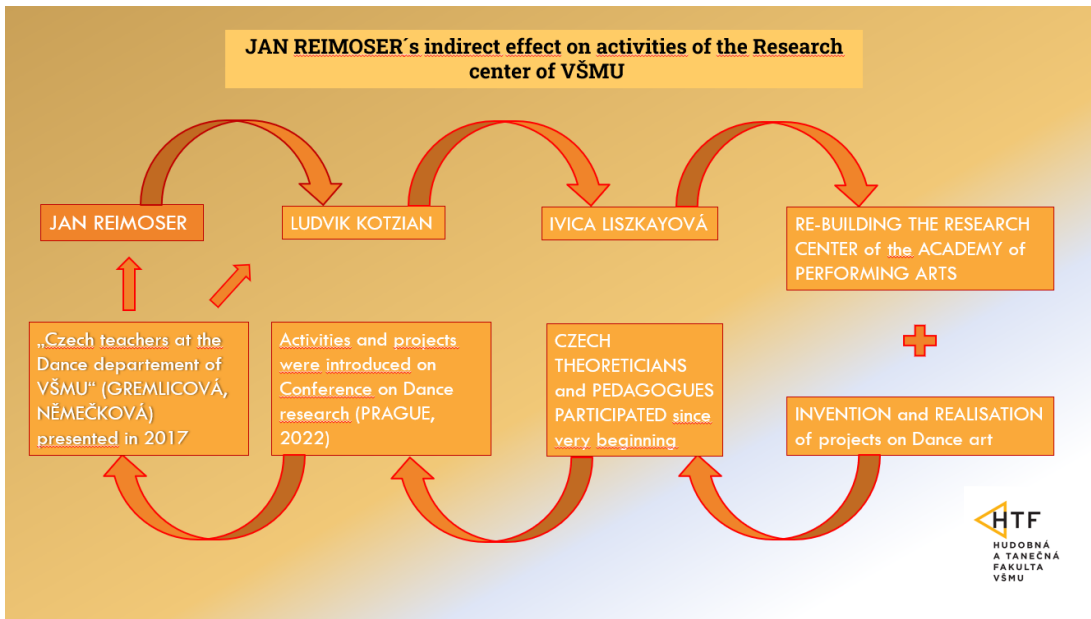 JAN REIMOSER´s indirect effect on activities of the Research
center of VŠMU
JAN REIMOSER
LUDVIK KOTZIAN
IVICA LISZKAYOVÁ
RE-BUILDING THE RESEARCH
CENTER of the ACADEMY of
PERFORMING ARTS
„Czech teachers at the
Dance departement of
VŠMU“ (GREMLICOVÁ,
NĚMEČKOVÁ)
presented in 2017
Activities and projects
were introduced on
Conference on Dance
research (PRAGUE,
2022)
CZECH
THEORETICIANS
and PEDAGOGUES
PARTICIPATED since
very beginning
INVENTION and REALISATION
of projects on Dance art
HTF
HUDOBNÁ
A TANEČNÁ
FAKULTA
VŠMU